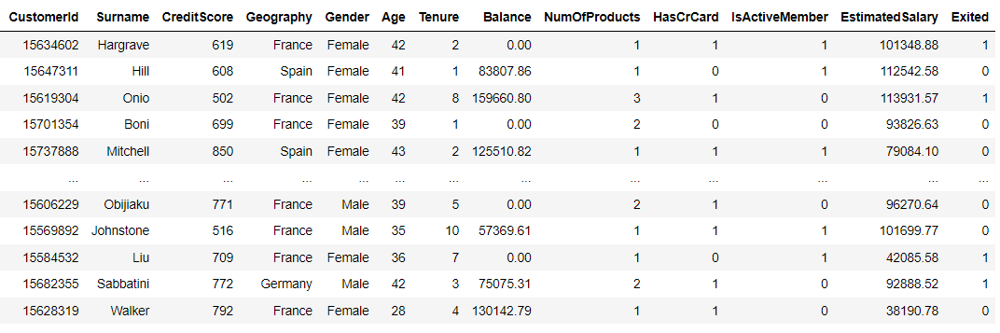 CustomerId Surname CreditScore Geography Gender Age Tenure Balance NumOfProducts HasCrCard IsActiveMember EstimatedSalary Exited
15634602 Hargrave 619 France Female 42 2 0.00 1 1 1 101348.88 1
15647311 Hill 608 Spain Female 41 1 83807.86 1 0 1 112542.58 0
15619304 Onio 502 France Female 42 8 159660.80 3 1 0 113931.57 1
15701354 Boni 699 France Female 39 1 0.00 2 0 0 93826.63 0
15737888 Mitchell 850 Spain Female 43 2 125510.82 1 1 1 79084.10 0
... ... ... ... ... ... ... ... ... ... ... ... ...
15606229 Obijiaku 771 France Male 39 5 0.00 2 1 0 96270.64 0
15569892 Johnstone 516 France Male 35 10 57369.61 1 1 1 101699.77 0
15584532 Liu 709 France Female 36 7 0.00 1 0 1 42085.58 1
15682355 Sabbatini 772 Germany Male 42 3 75075.31 2 1 0 92888.52 1
15628319 Walker 792 France Female 28 4 130142.79 1 1 0 38190.78 0